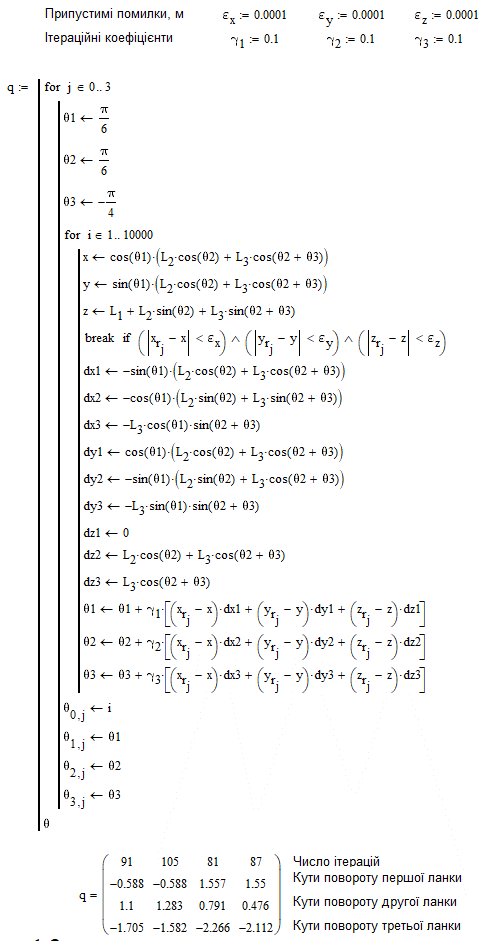 Припустимі помилки, м εx := 0.0001 εy := 0.0001 εz := 0.0001
Ітераційні коефіцієнти γ1 := 0.1 γ2 := 0.1 γ3 := 0.1
q := for j ∈ 0..3
θ1 ← π/6
θ2 ← π/6
θ3 ← −π/4
for i ∈ 1..10000
x ← cos(θ1)·(L2·cos(θ2) + L3·cos(θ2 + θ3))
y ← sin(θ1)·(L2·cos(θ2) + L3·cos(θ2 + θ3))
z ← L1 + L2·sin(θ2) + L3·sin(θ2 + θ3)
break if (|xrj − x| < εx) ∧ (|yrj − y| < εy) ∧ (|zrj − z| < εz)
dx1 ← −sin(θ1)·(L2·cos(θ2) + L3·cos(θ2 + θ3))
dx2 ← −cos(θ1)·(L2·sin(θ2) + L3·sin(θ2 + θ3))
dx3 ← −L3·cos(θ1)·sin(θ2 + θ3)
dy1 ← cos(θ1)·(L2·cos(θ2) + L3·cos(θ2 + θ3))
dy2 ← −sin(θ1)·(L2·sin(θ2) + L3·sin(θ2 + θ3))
dy3 ← −L3·sin(θ1)·sin(θ2 + θ3)
dz1 ← 0
dz2 ← L2·cos(θ2) + L3·cos(θ2 + θ3)
dz3 ← L3·cos(θ2 + θ3)
θ1 ← θ1 + γ1·[(xrj − x)·dx1 + (yrj − y)·dy1 + (zrj − z)·dz1]
θ2 ← θ2 + γ2·[(xrj − x)·dx2 + (yrj − y)·dy2 + (zrj − z)·dz2]
θ3 ← θ3 + γ3·[(xrj − x)·dx3 + (yrj − y)·dy3 + (zrj − z)·dz3]
θ0,j ← i
θ1,j ← θ1
θ2,j ← θ2
θ3,j ← θ3
θ
91 105 81 87 Число ітерацій
q = −0.588 −0.588 1.557 1.55 Кути повороту першої ланки
1.1 1.283 0.791 0.476 Кути повороту другої ланки
−1.705 −1.582 −2.266 −2.112 Кути повороту третьої ланки